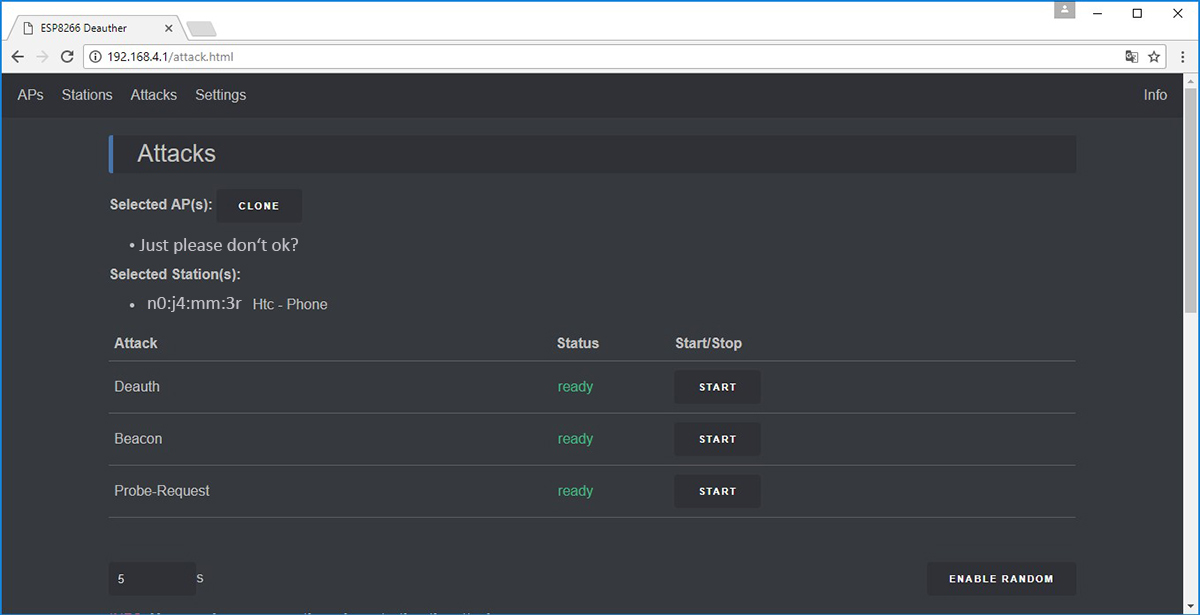 ESP8266 Deauther
192.168.4.1/attack.html
APs Stations Attacks Settings Info
Attacks
Selected AP(s): CLONE
• Just please don‘t ok?
Selected Station(s):
• n0:j4:mm:3r Htc - Phone
Attack Status Start/Stop
Deauth ready START
Beacon ready START
Probe-Request ready START
5 s ENABLE RANDOM